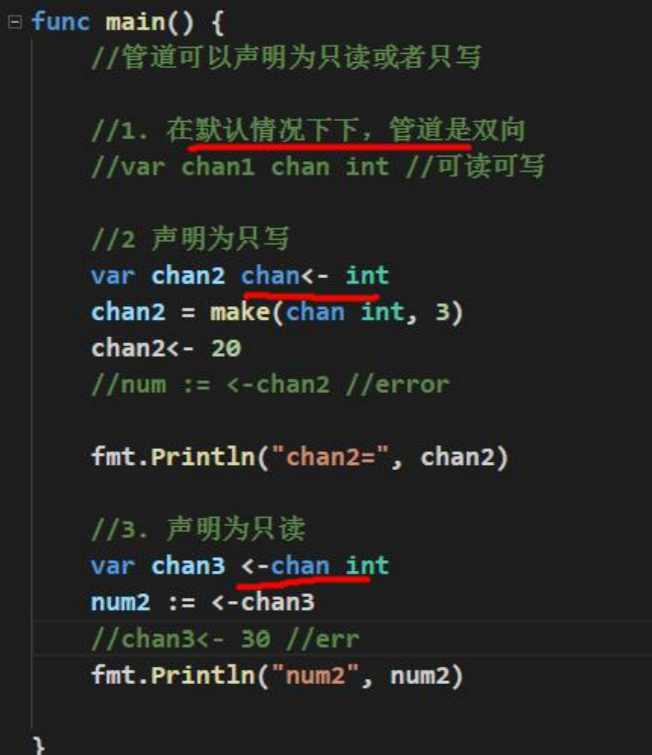 func main() {
//管道可以声明为只读或者只写
//1. 在默认情况下下，管道是双向
//var chan1 chan int //可读可写
//2 声明为只写
var chan2 chan<- int
chan2 = make(chan int, 3)
chan2<- 20
//num := <-chan2 //error
fmt.Println("chan2=", chan2)
//3. 声明为只读
var chan3 <-chan int
num2 := <-chan3
//chan3<- 30 //err
fmt.Println("num2", num2)
}